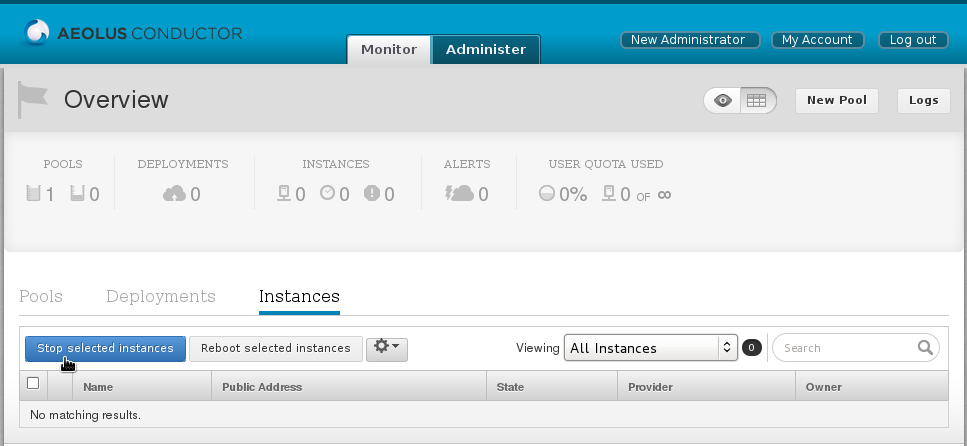 AEOLUS CONDUCTOR
Monitor Administer
New Administrator My Account Log out
Overview
New Pool Logs
POOLS DEPLOYMENTS INSTANCES ALERTS USER QUOTA USED
1 0 0 0 0 0 0 0% 0 OF ∞
Pools Deployments Instances
Stop selected instances Reboot selected instances Viewing All Instances 0 Search
Name Public Address State Provider Owner
No matching results.